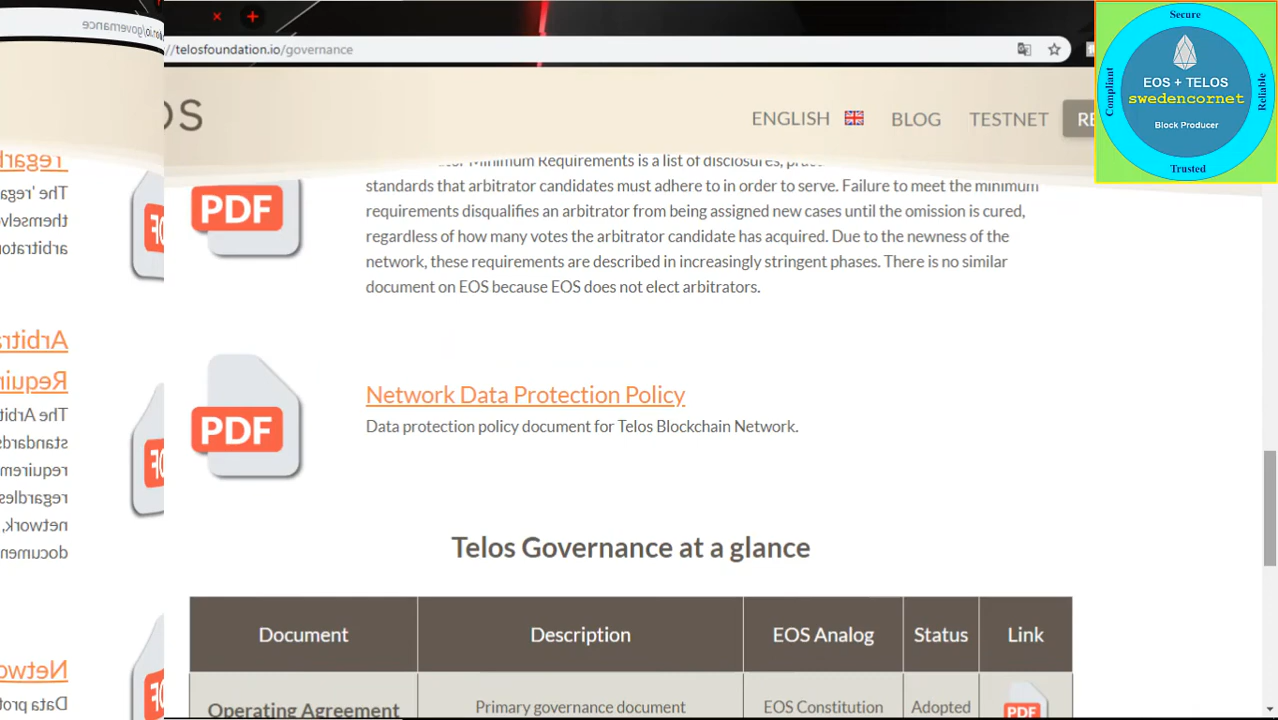 //telosfoundation.io/governance
OS
ENGLISH
BLOG
TESTNET
RE
Minimum Requirements is a list of disclosures,
standards that arbitrator candidates must adhere to in order to serve. Failure to meet the minimum
requirements disqualifies an arbitrator from being assigned new cases until the omission is cured,
regardless of how many votes the arbitrator candidate has acquired. Due to the newness of the
network, these requirements are described in increasingly stringent phases. There is no similar
document on EOS because EOS does not elect arbitrators.
PDF
Network Data Protection Policy
Data protection policy document for Telos Blockchain Network.
PDF
Telos Governance at a glance
Document
Description
EOS Analog
Status
Link
Operating Agreement
Primary governance document
EOS Constitution
Adopted
PDF
Secure
Compliant
Reliable
EOS + TELOS
swedencornet
Block Producer
Trusted